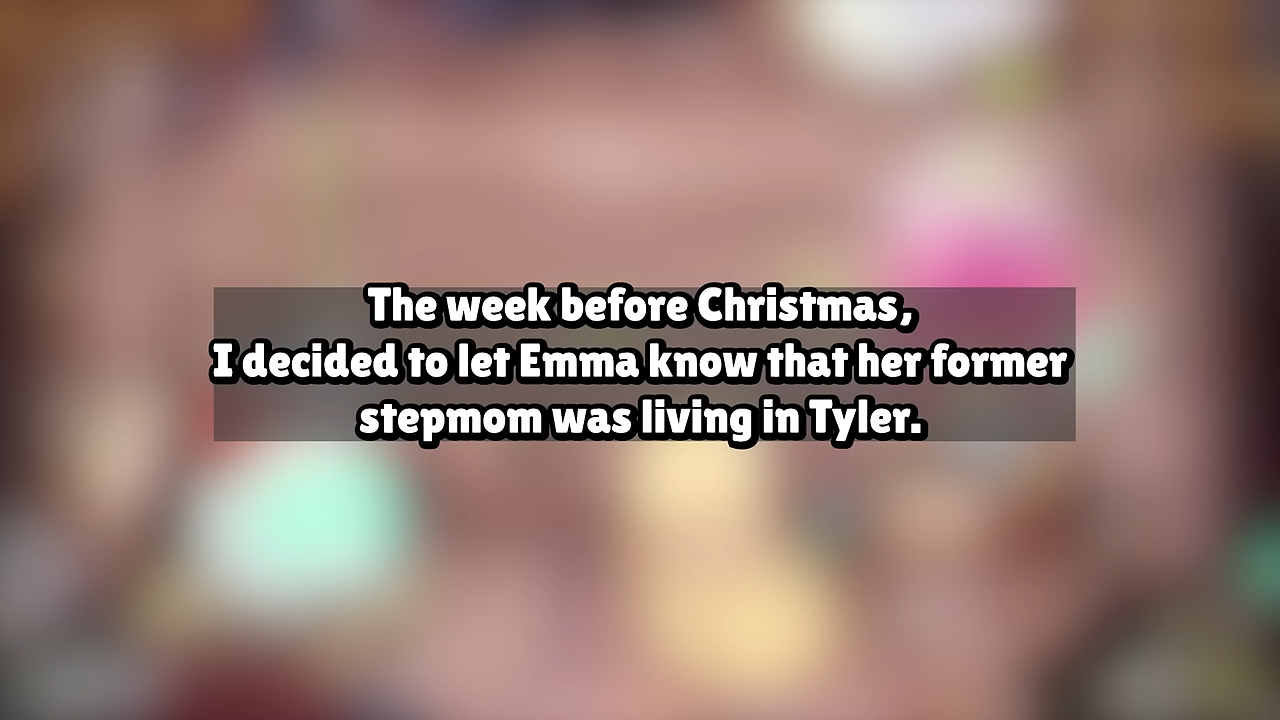 The week before Christmas,
I decided to let Emma know that her former
stepmom was living in Tyler.